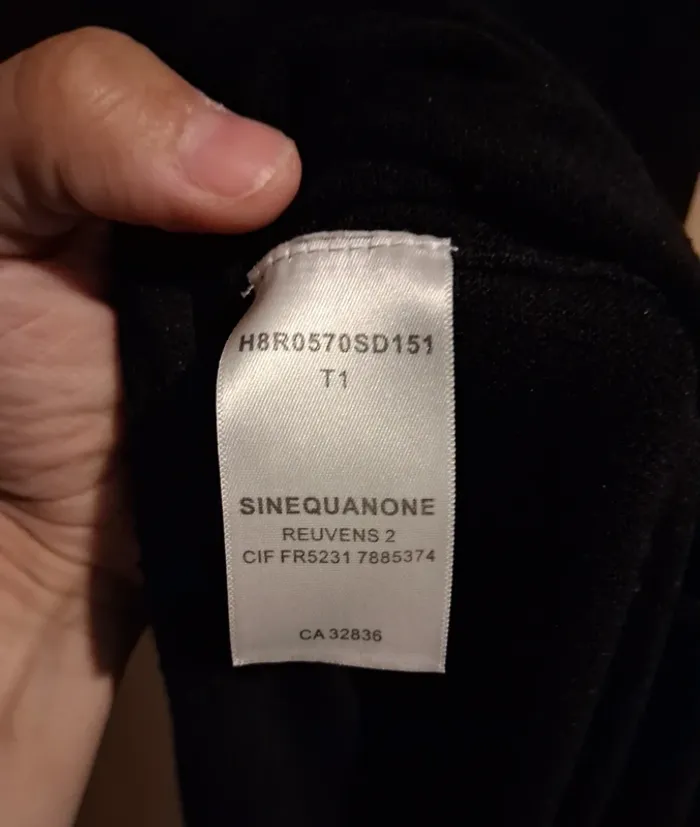 H8R0570SD151
T1
SINEQUANONE
REUVENS 2
CIF FR5231 7885374
CA 32836